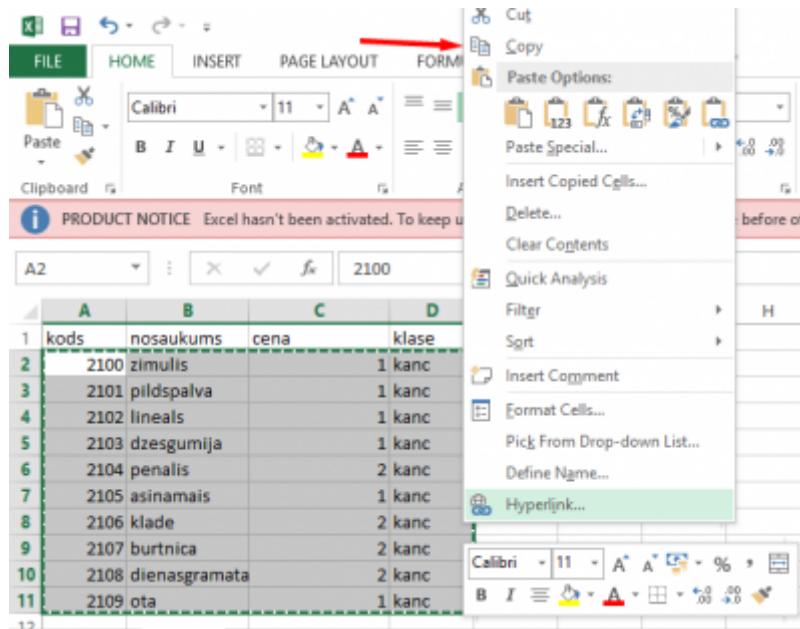 FILE HOME INSERT PAGE LAYOUT
Calibri 11
Paste
B I U A
Clipboard Font
PRODUCT NOTICE Excel hasn't been activated. To keep
before
A2 fx 2100
A B C D H
1 kods nosaukums cena klase
2 2100 zimulis 1 kanc
3 2101 pildspalva 1 kanc
4 2102 lineals 1 kanc
5 2103 dzesgumija 1 kanc
6 2104 penalis 2 kanc
7 2105 asinamais 1 kanc
8 2106 klade 2 kanc
9 2107 burtnica 2 kanc
10 2108 dienasgramata 2 kanc
11 2109 ota 1 kanc
Cut
Copy
Paste Options:
123 fx %
Paste Special...
Insert Copied Cells...
Delete...
Clear Contents
Quick Analysis
Filter
Sort
Insert Comment
Format Cells...
Pick From Drop-down List...
Define Name...
Hyperlink...
Calibri 11 A A % ,
B I A .00 .00